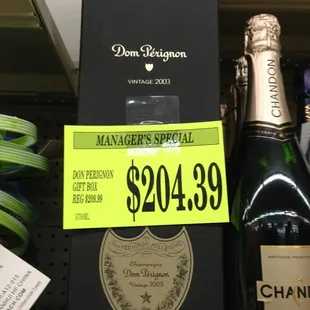 Dom Pérignon
VINTAGE 2003
MANAGER'S SPECIAL
DON PERIGNON
GIFT BOX
REG $209.99
$204.39
Champagne
Dom Pérignon
Vintage 2003
CHANDON
CHAN